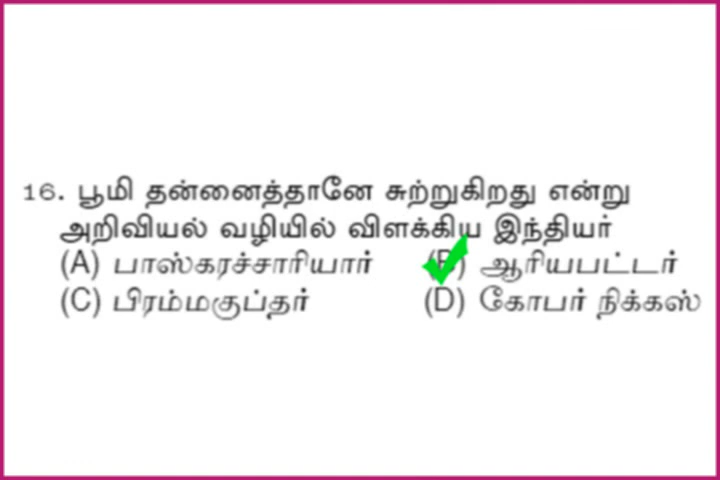 16. பூமி தன்னைத்தானே சுற்றுகிறது என்று
அறிவியல் வழியில் விளக்கிய இந்தியர்
(A) பாஸ்கரச்சாரியார் (B) ஆரியபட்டர்
(C) பிரம்மகுப்தர் (D) கோபர் நிக்கஸ்